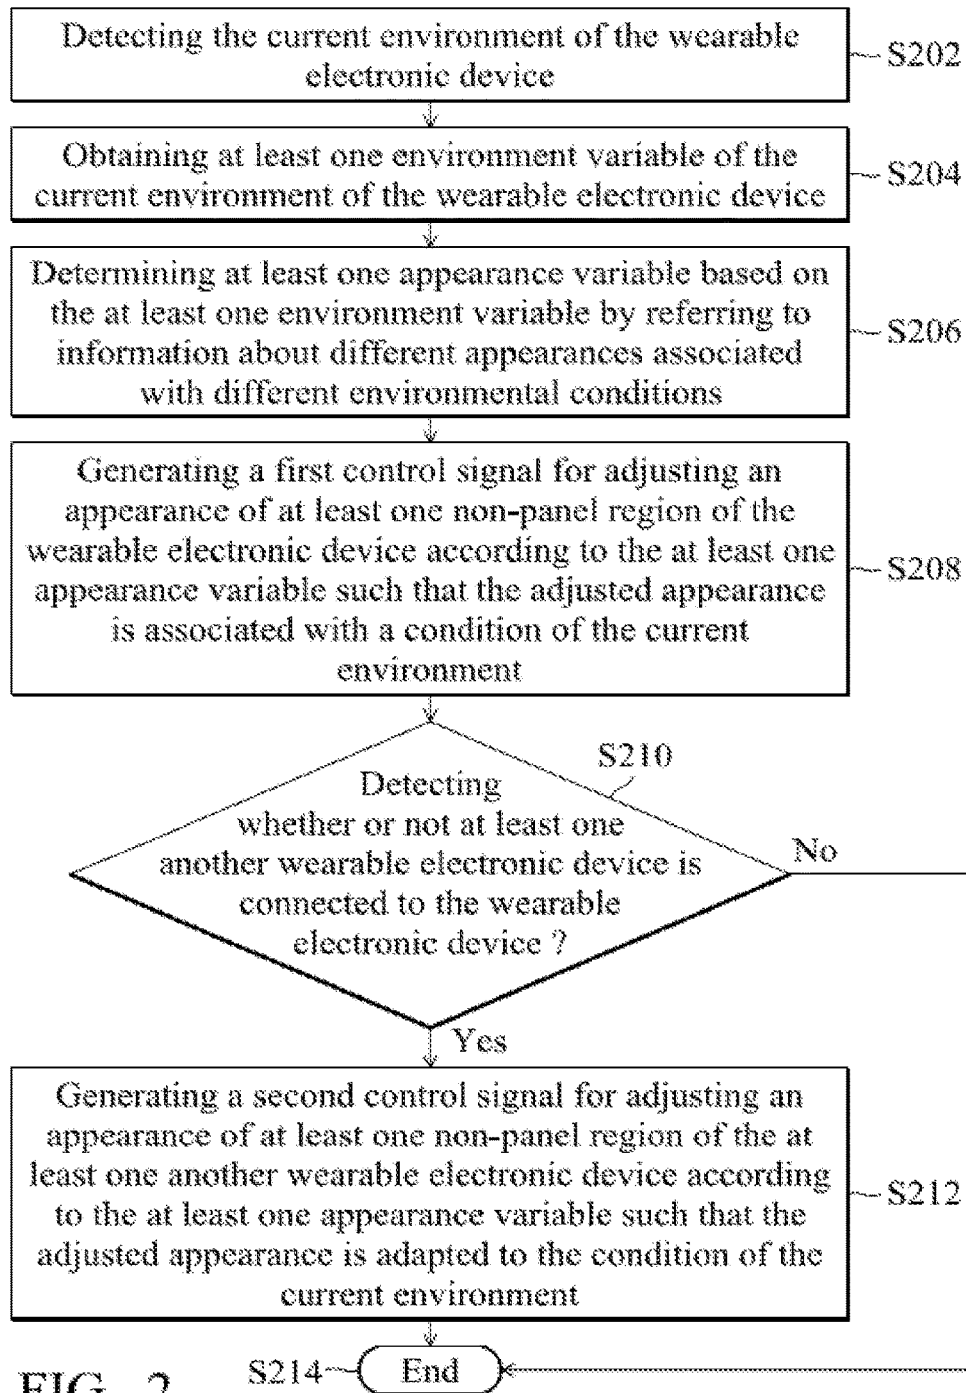 Detecting the current environment of the wearable
electronic device
S202
Obtaining at least one environment variable of the
current environment of the wearable electronic device
S204
Determining at least one appearance variable based on
the at least one environment variable by referring to
information about different appearances associated
with different environmental conditions
S206
Generating a first control signal for adjusting an
appearance of at least one non-panel region of the
wearable electronic device according to the at least one
appearance variable such that the adjusted appearance
is associated with a condition of the current
environment
S208
S210
Detecting
whether or not at least one
another wearable electronic device is
connected to the wearable
electronic device ?
No
Yes
Generating a second control signal for adjusting an
appearance of at least one non-panel region of the at
least one another wearable electronic device according
to the at least one appearance variable such that the
adjusted appearance is adapted to the condition of the
current environment
S212
S214
End
FIG. 2